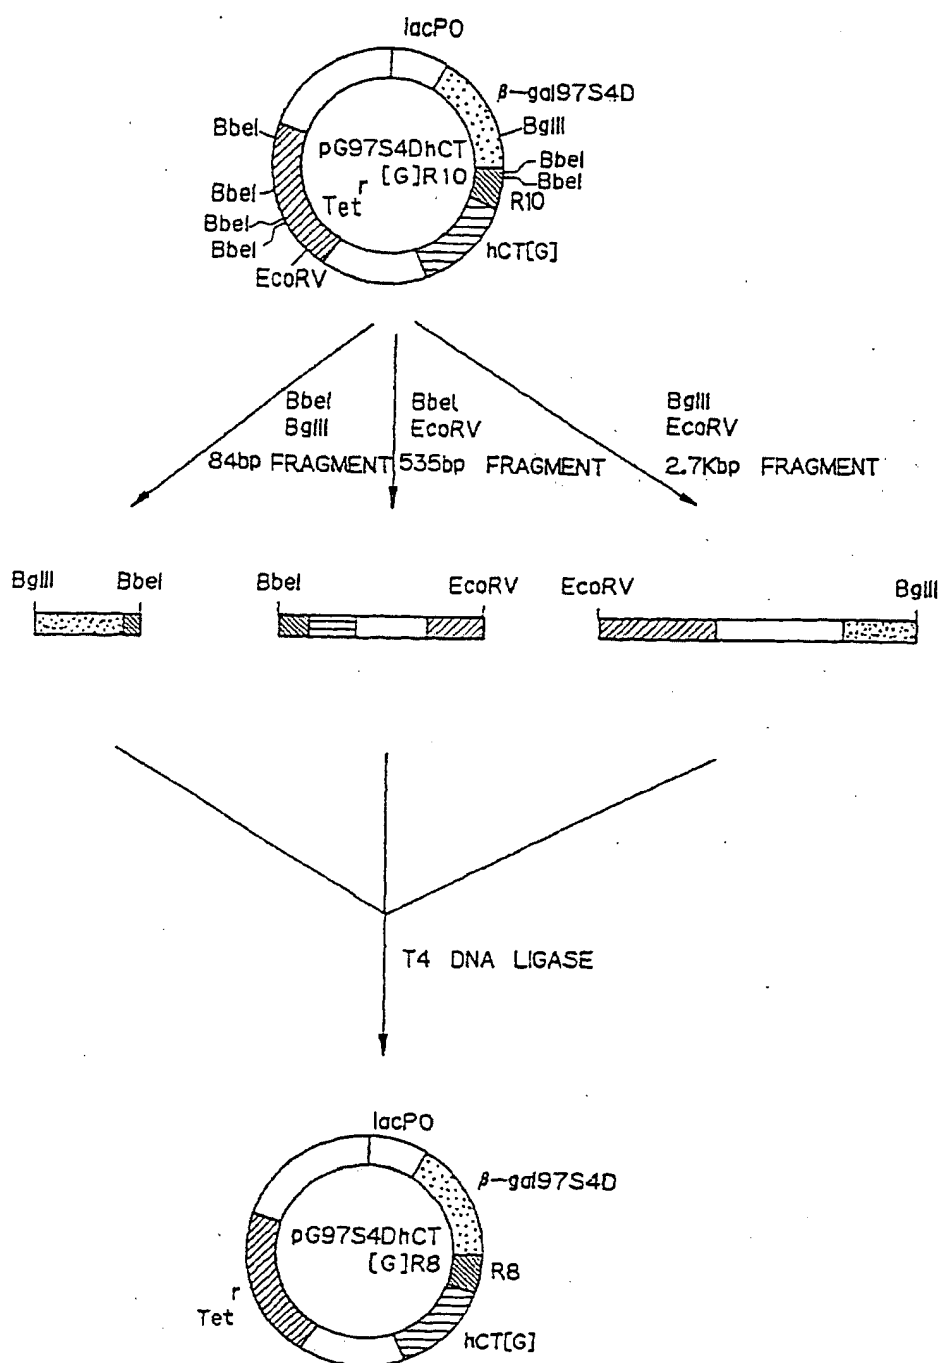 lacPO
β-gal97S4D
BglII
BbeI
BbeI
R10
hCT[G]
pG97S4DhCT
[G]R10
Tet r
BbeI
BbeI
BbeI
BbeI
EcoRV
BbeI
BglII
84bp FRAGMENT
BbeI
EcoRV
535bp FRAGMENT
BglII
EcoRV
2.7Kbp FRAGMENT
BglII BbeI
BbeI EcoRV
EcoRV BglII
T4 DNA LIGASE
lacPO
β-gal97S4D
pG97S4DhCT
[G]R8
R8
Tet r
hCT[G]